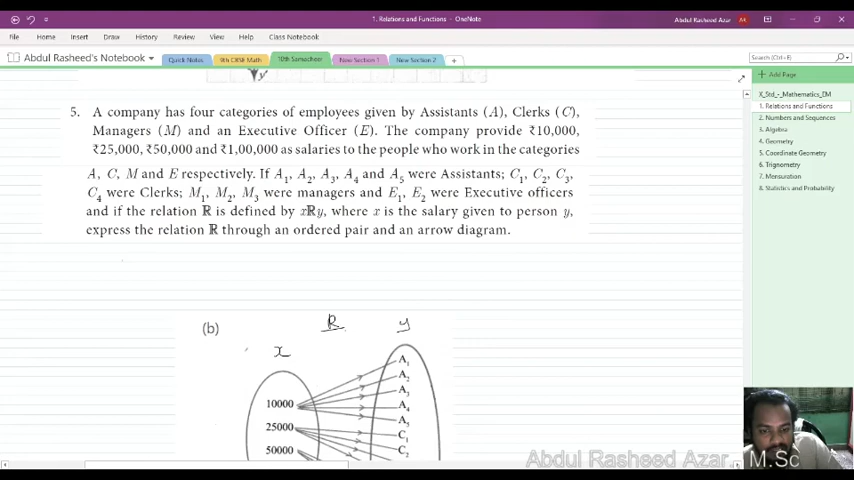 1. Relations and Functions - OneNote
Abdul Rasheed Azar AR
File Home Insert Draw History Review View Help Class Notebook
Abdul Rasheed's Notebook Quick Notes 9th CBSE Math 10th Samacheer New Section 1 New Section 2 + Search (Ctrl+E)
Add Page
X_Std_-_Mathematics_EM
1. Relations and Functions
2. Numbers and Sequences
3. Algebra
4. Geometry
5. Coordinate Geometry
6. Trignometry
7. Mensuration
8. Statistics and Probability
y'
5. A company has four categories of employees given by Assistants (A), Clerks (C),
Managers (M) and an Executive Officer (E). The company provide ₹10,000,
₹25,000, ₹50,000 and ₹1,00,000 as salaries to the people who work in the categories
A, C, M and E respectively. If A₁, A₂, A₃, A₄ and A₅ were Assistants; C₁, C₂, C₃,
C₄ were Clerks; M₁, M₂, M₃ were managers and E₁, E₂ were Executive officers
and if the relation ℝ is defined by xℝy, where x is the salary given to person y,
express the relation ℝ through an ordered pair and an arrow diagram.
(b) R y
x
A₁
A₂
A₃
10000 A₄
A₅
25000 C₁
50000 C₂
Abdul Rasheed Azar., M.Sc